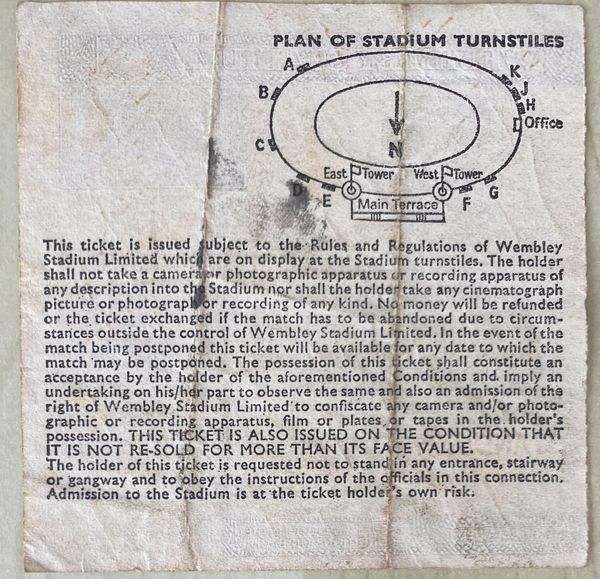 PLAN OF STADIUM TURNSTILES
A
K
B
J
H
I Office
C
N
East Tower
West Tower
D
E
Main Terrace
F
G
This ticket is issued subject to the Rules and Regulations of Wembley
Stadium Limited which are on display at the Stadium turnstiles. The holder
shall not take a camera or photographic apparatus or recording apparatus of
any description into the Stadium nor shall the holder take any cinematograph
picture or photograph or recording of any kind. No money will be refunded
or the ticket exchanged if the match has to be abandoned due to circum-
stances outside the control of Wembley Stadium Limited. In the event of the
match being postponed this ticket will be available for any date to which the
match may be postponed. The possession of this ticket shall constitute an
acceptance by the holder of the aforementioned Conditions and imply an
undertaking on his/her part to observe the same and also an admission of the
right of Wembley Stadium Limited to confiscate any camera and/or photo-
graphic or recording apparatus, film or plates or tapes in the holder's
possession. THIS TICKET IS ALSO ISSUED ON THE CONDITION THAT
IT IS NOT RE-SOLD FOR MORE THAN ITS FACE VALUE.
The holder of this ticket is requested not to stand in any entrance, stairway
or gangway and to obey the instructions of the officials in this connection.
Admission to the Stadium is at the ticket holder's own risk.